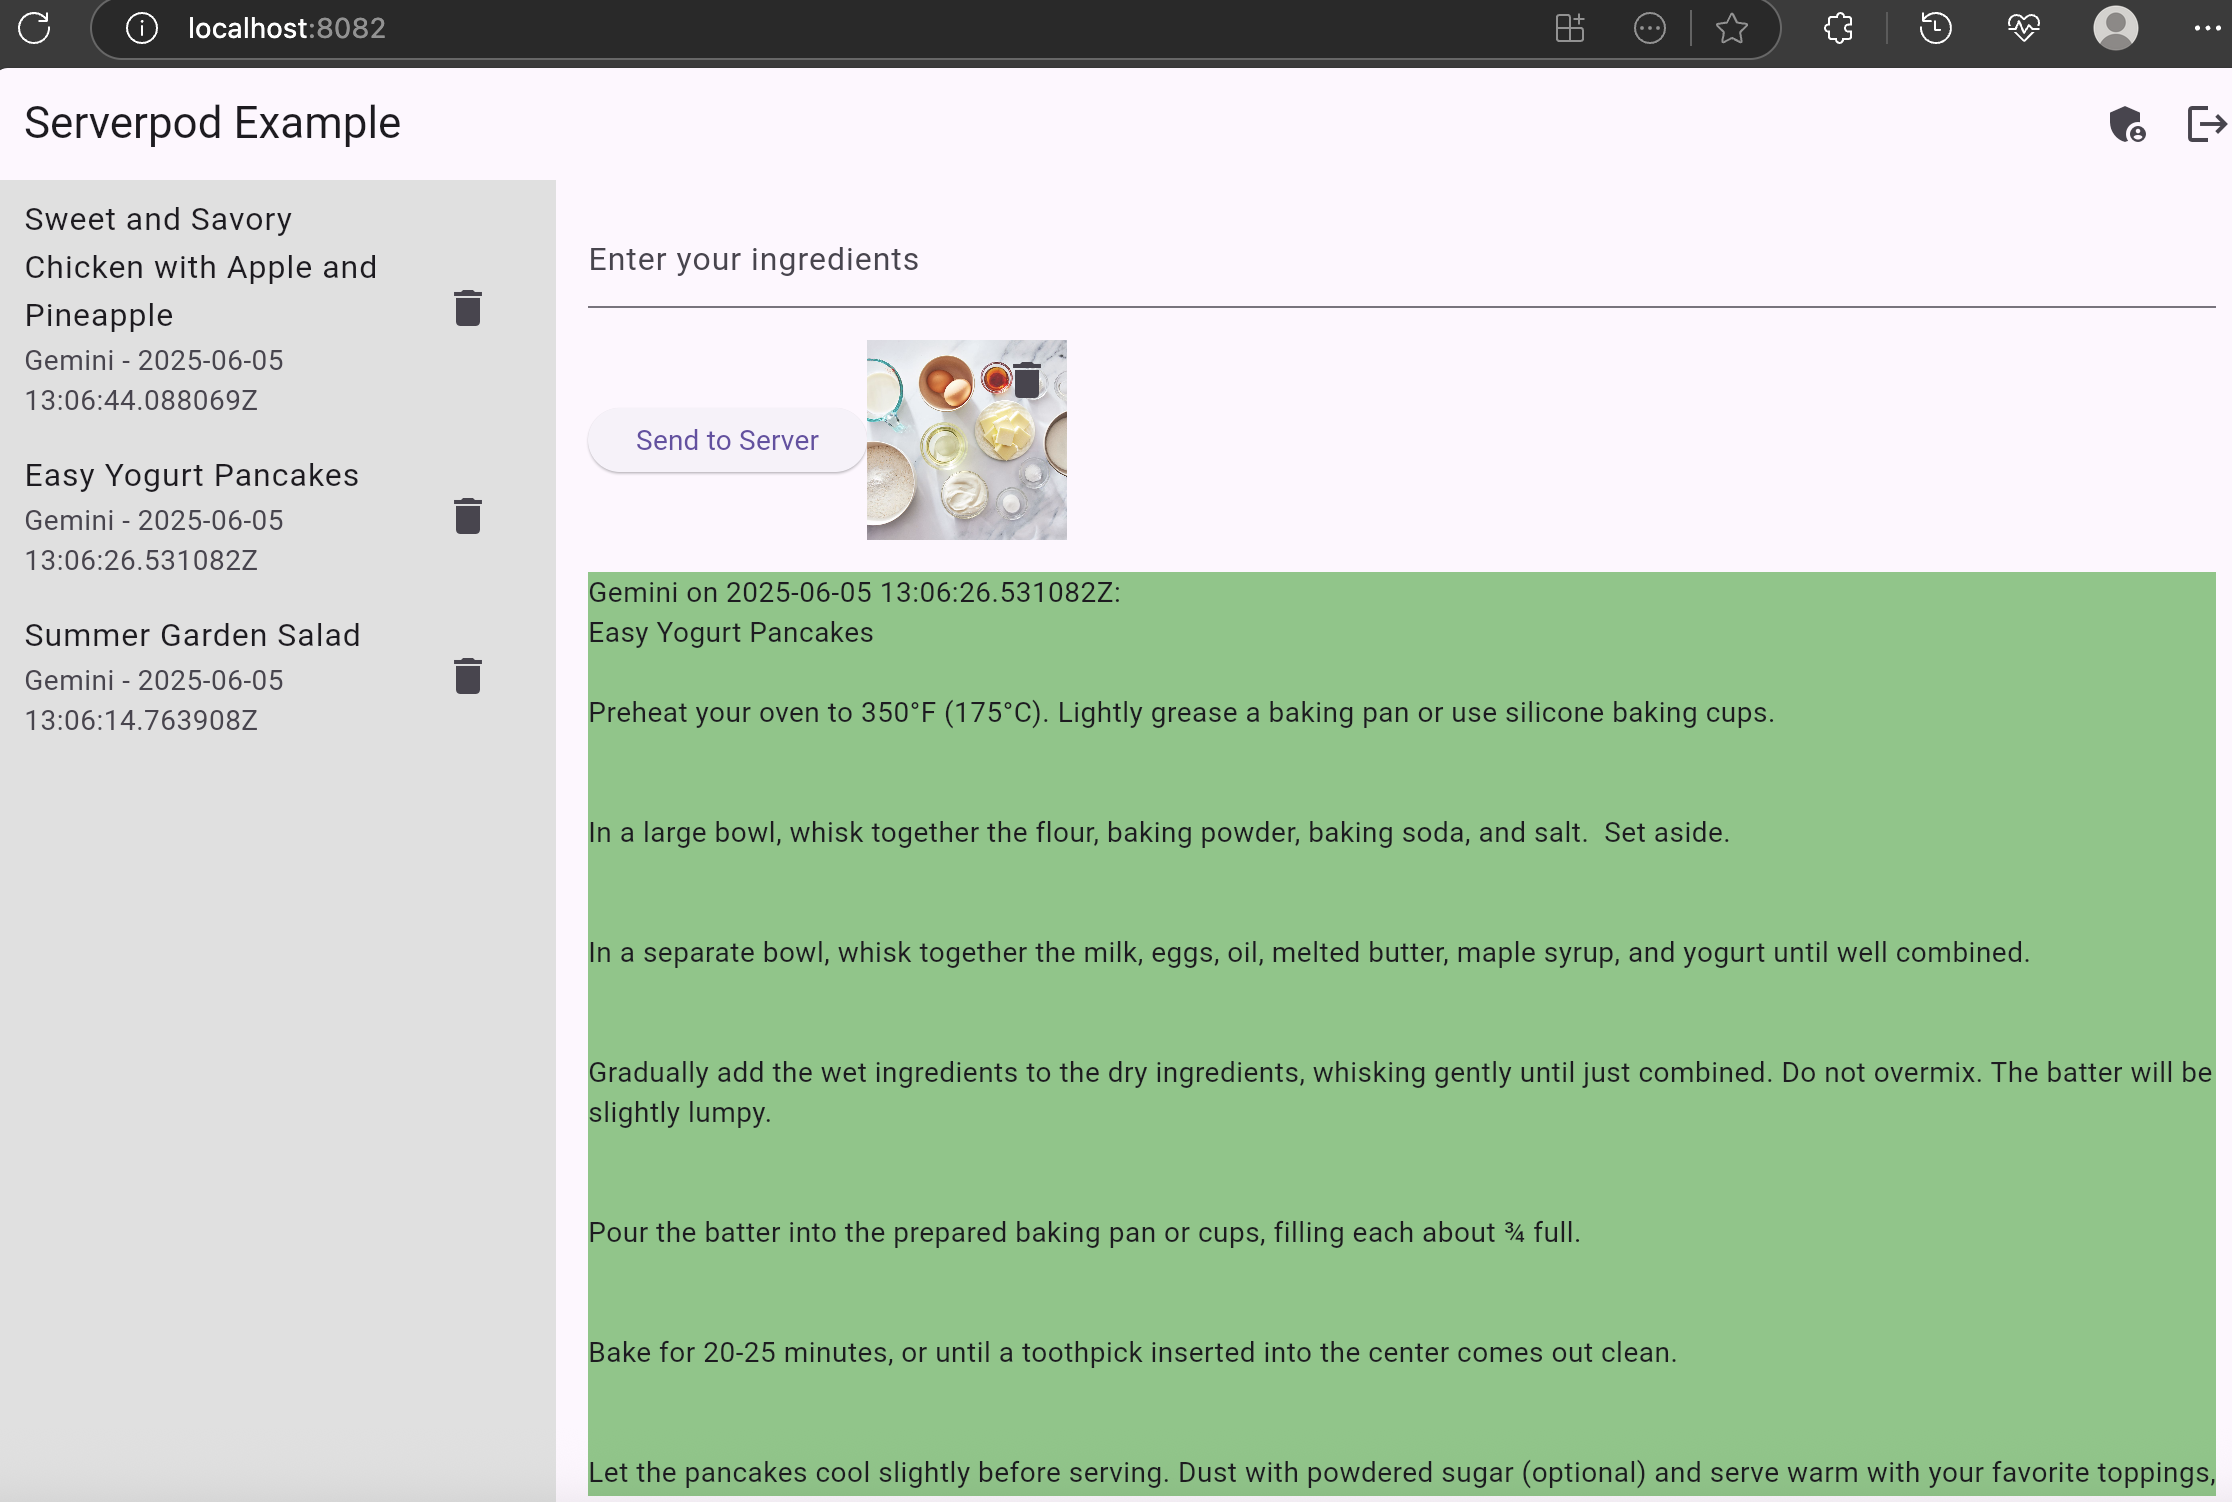 localhost:8082
Serverpod Example
Sweet and Savory
Chicken with Apple and
Pineapple
Gemini - 2025-06-05
13:06:44.088069Z
Easy Yogurt Pancakes
Gemini - 2025-06-05
13:06:26.531082Z
Summer Garden Salad
Gemini - 2025-06-05
13:06:14.763908Z
Enter your ingredients
Send to Server
Gemini on 2025-06-05 13:06:26.531082Z:
Easy Yogurt Pancakes
Preheat your oven to 350°F (175°C). Lightly grease a baking pan or use silicone baking cups.
In a large bowl, whisk together the flour, baking powder, baking soda, and salt.  Set aside.
In a separate bowl, whisk together the milk, eggs, oil, melted butter, maple syrup, and yogurt until well combined.
Gradually add the wet ingredients to the dry ingredients, whisking gently until just combined. Do not overmix. The batter will be
slightly lumpy.
Pour the batter into the prepared baking pan or cups, filling each about ¾ full.
Bake for 20-25 minutes, or until a toothpick inserted into the center comes out clean.
Let the pancakes cool slightly before serving. Dust with powdered sugar (optional) and serve warm with your favorite toppings,